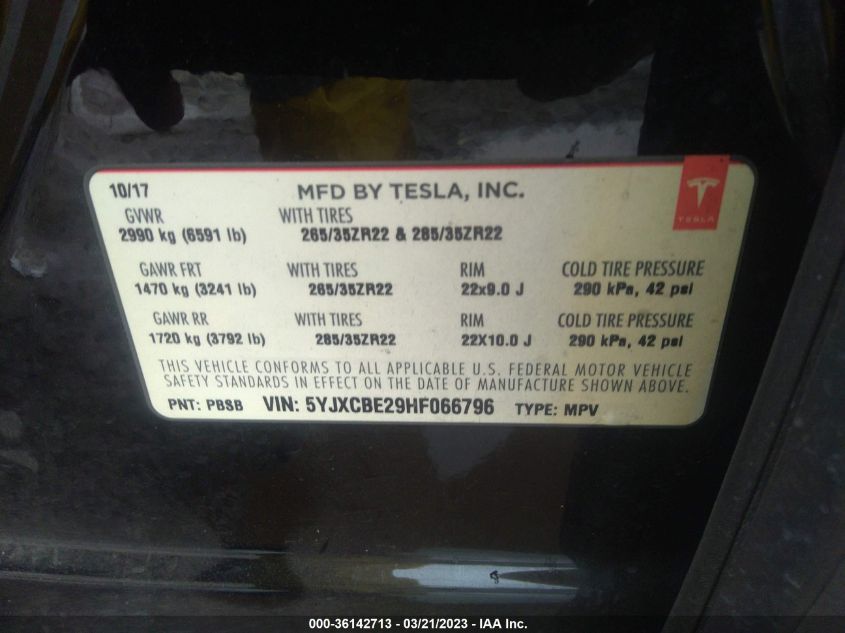 10/17 MFD BY TESLA, INC.
TESLA
GVWR WITH TIRES
2990 kg (6591 lb) 265/35ZR22 & 285/35ZR22
GAWR FRT WITH TIRES RIM COLD TIRE PRESSURE
1470 kg (3241 lb) 265/35ZR22 22x9.0 J 290 kPa, 42 psi
GAWR RR WITH TIRES RIM COLD TIRE PRESSURE
1720 kg (3792 lb) 285/35ZR22 22X10.0 J 290 kPa, 42 psi
THIS VEHICLE CONFORMS TO ALL APPLICABLE U.S. FEDERAL MOTOR VEHICLE
SAFETY STANDARDS IN EFFECT ON THE DATE OF MANUFACTURE SHOWN ABOVE.
PNT: PBSB VIN: 5YJXCBE29HF066796 TYPE: MPV
000-36142713 - 03/21/2023 - IAA Inc.